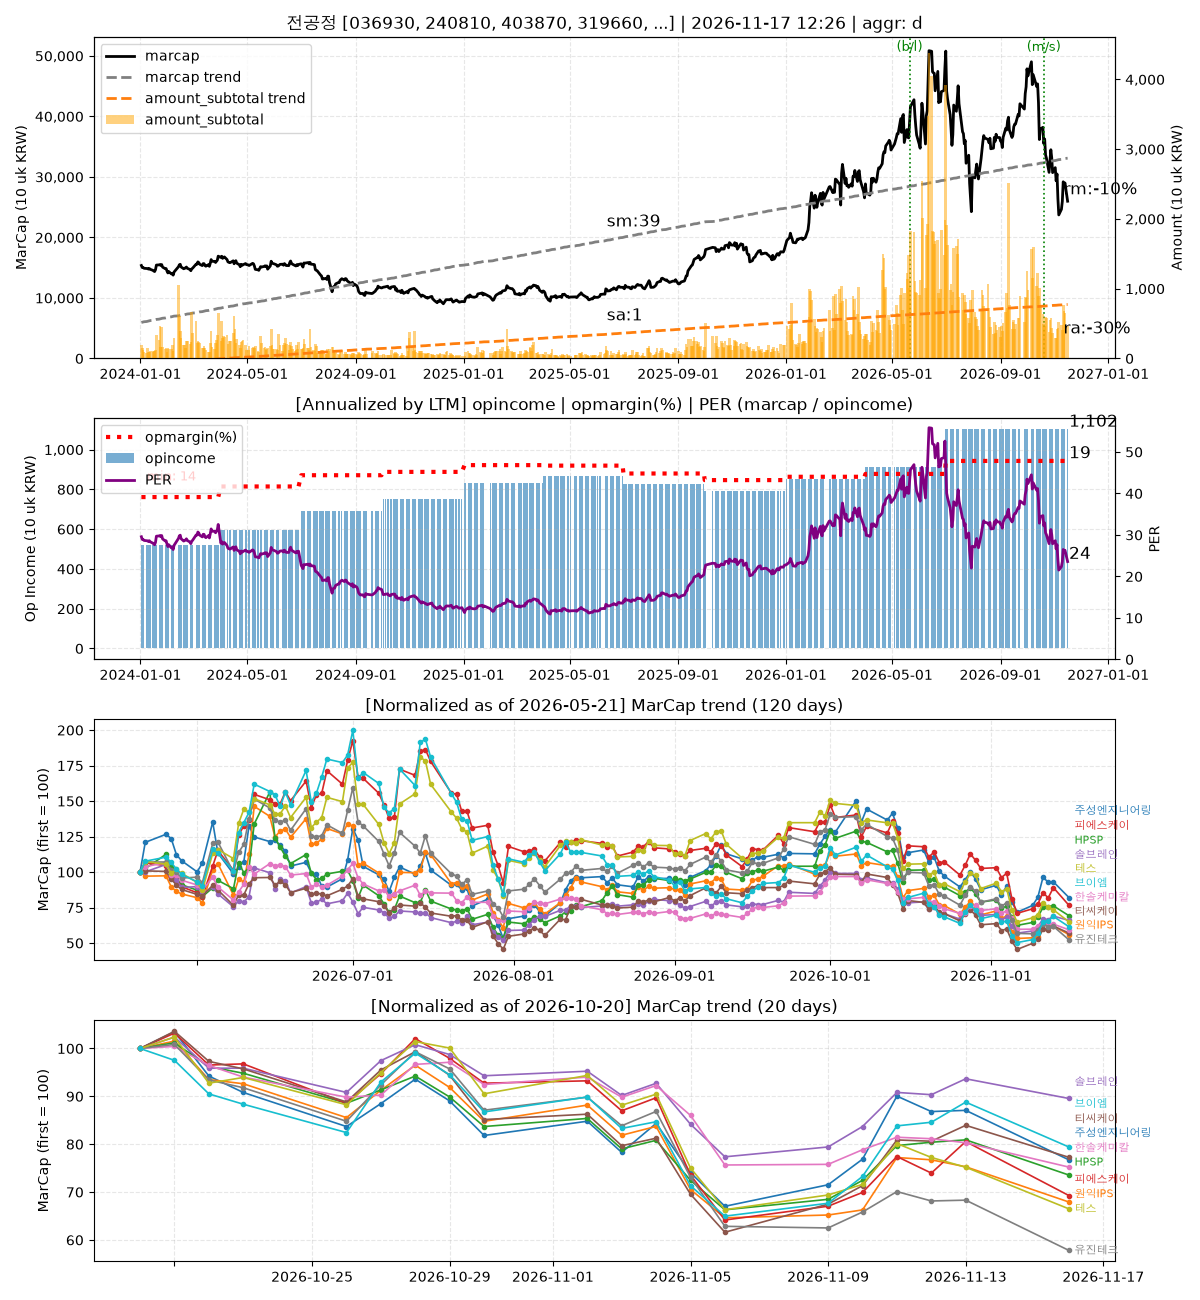 전공정 [036930, 240810, 403870, 319660, ...] | 2026-11-17 12:26 | aggr: d
marcap
marcap trend
amount_subtotal trend
amount_subtotal
(b/l)
(m/s)
MarCap (10 uk KRW)
50,000
40,000
30,000
20,000
10,000
0
sm:39
sa:1
rm:-10%
ra:-30%
4,000
3,000
2,000
1,000
0
Amount (10 uk KRW)
2024-01-01 2024-05-01 2024-09-01 2025-01-01 2025-05-01 2025-09-01 2026-01-01 2026-05-01 2026-09-01 2027-01-01
[Annualized by LTM] opincome | opmargin(%) | PER (marcap / opincome)
opmargin(%)
opincome
PER
Op Income (10 uk KRW)
1,000
800
600
400
200
0
1,102
19
24
50
40
30
20
10
0
PER
2024-01-01 2024-05-01 2024-09-01 2025-01-01 2025-05-01 2025-09-01 2026-01-01 2026-05-01 2026-09-01 2027-01-01
[Normalized as of 2026-05-21] MarCap trend (120 days)
MarCap (first = 100)
200
175
150
125
100
75
50
주성엔지니어링
피에스케이
HPSP
솔브레인
테스
브이엠
한솔케미칼
티씨케이
원익IPS
유진테크
2026-07-01 2026-08-01 2026-09-01 2026-10-01 2026-11-01
[Normalized as of 2026-10-20] MarCap trend (20 days)
MarCap (first = 100)
100
90
80
70
60
솔브레인
브이엠
티씨케이
주성엔지니어링
한솔케미칼
HPSP
피에스케이
원익IPS
테스
유진테크
2026-10-25 2026-10-29 2026-11-01 2026-11-05 2026-11-09 2026-11-13 2026-11-17